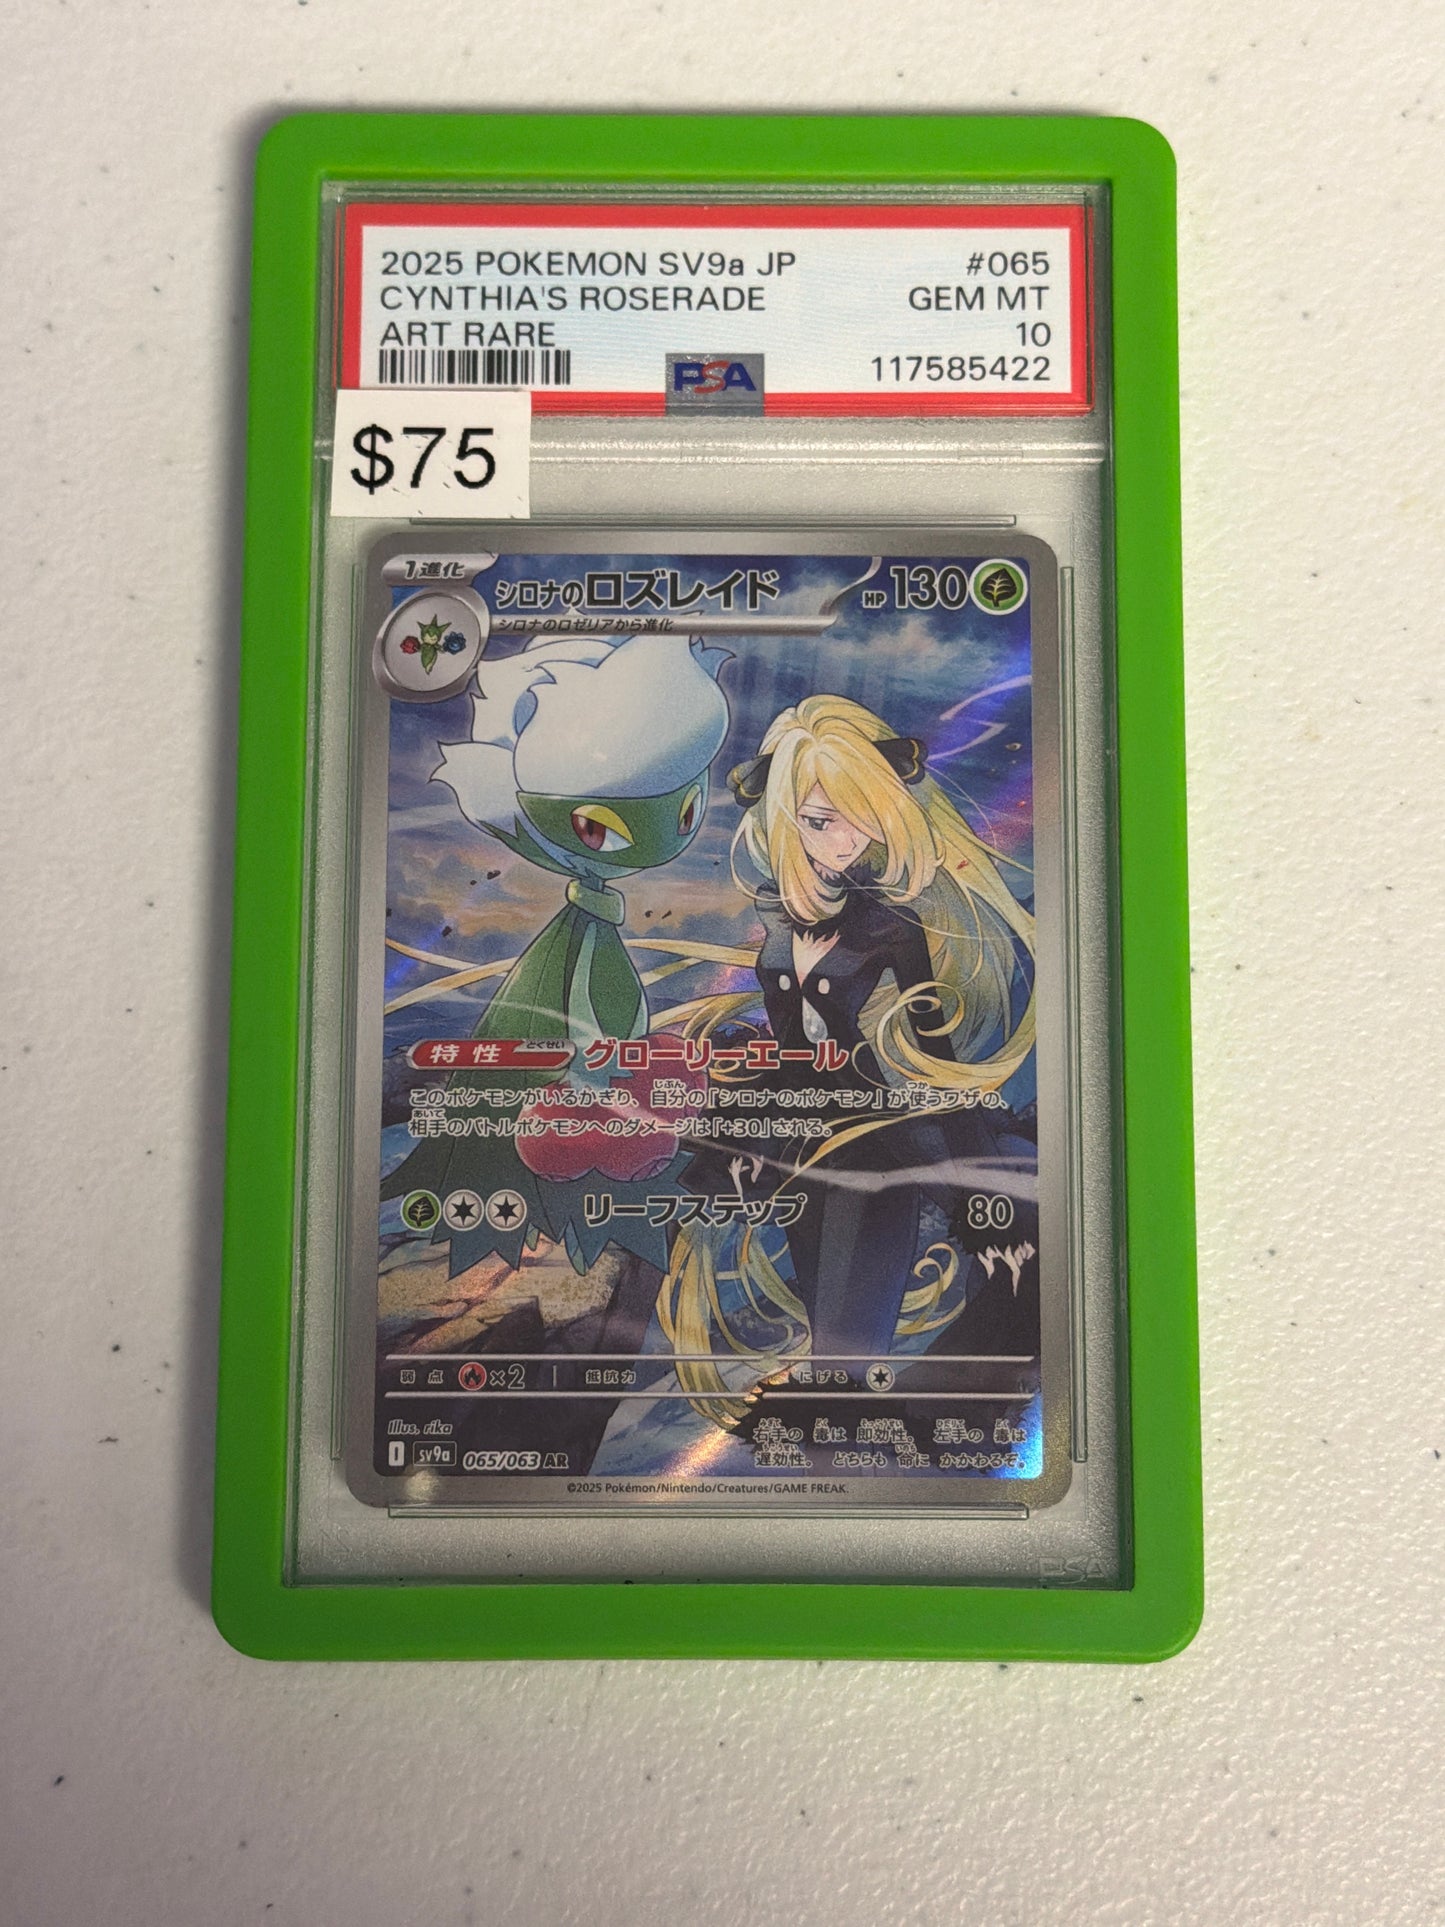 2025 POKEMON SV9a JP #065
CYNTHIA'S ROSERADE GEM MT
ART RARE 10
PSA 117585422
$75
1進化 シロナのロズレイド HP 130
シロナのロゼリアから進化
特性 とくせい グローリーエール
このポケモンがいるかぎり、自分の「シロナのポケモン」が使うワザの、
相手のバトルポケモンへのダメージは「+30」される。
リーフステップ 80
弱点 ×2 抵抗力 にげる
Illus. rika
右手の 毒は 即効性。 左手の 毒は
遅効性。 どちらも 命に かかわるぞ。
I sv9a 065/063 AR
©2025 Pokémon/Nintendo/Creatures/GAME FREAK.
PSA